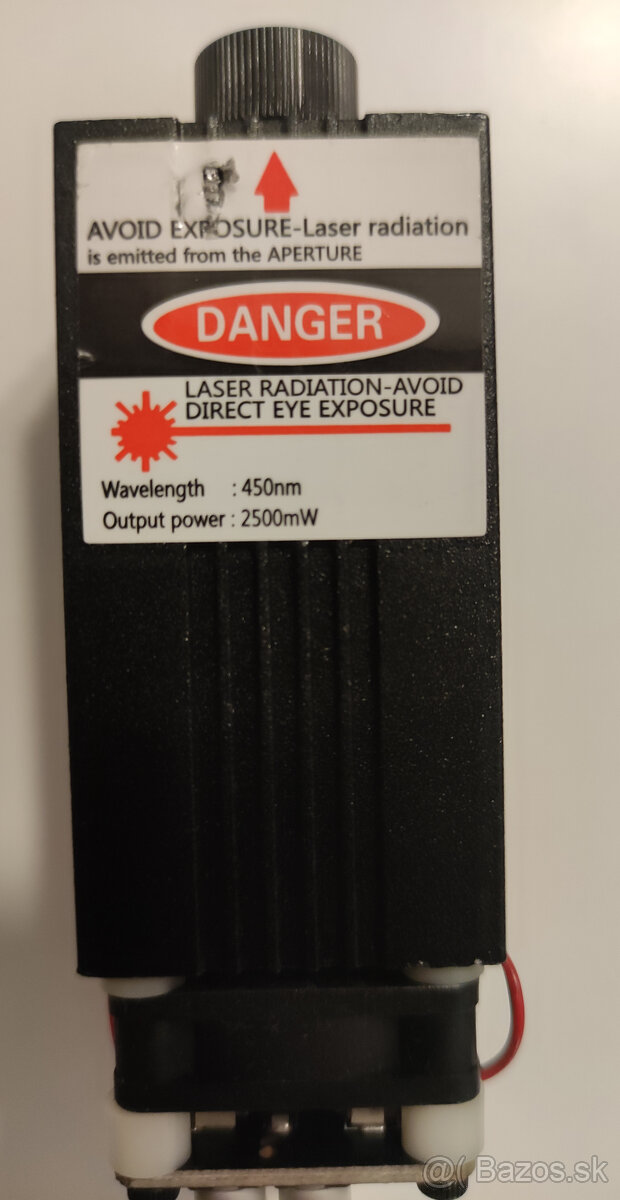 AVOID EXPOSURE-Laser radiation
is emitted from the APERTURE
DANGER
LASER RADIATION-AVOID
DIRECT EYE EXPOSURE
Wavelength : 450nm
Output power : 2500mW
@( Bazos.sk